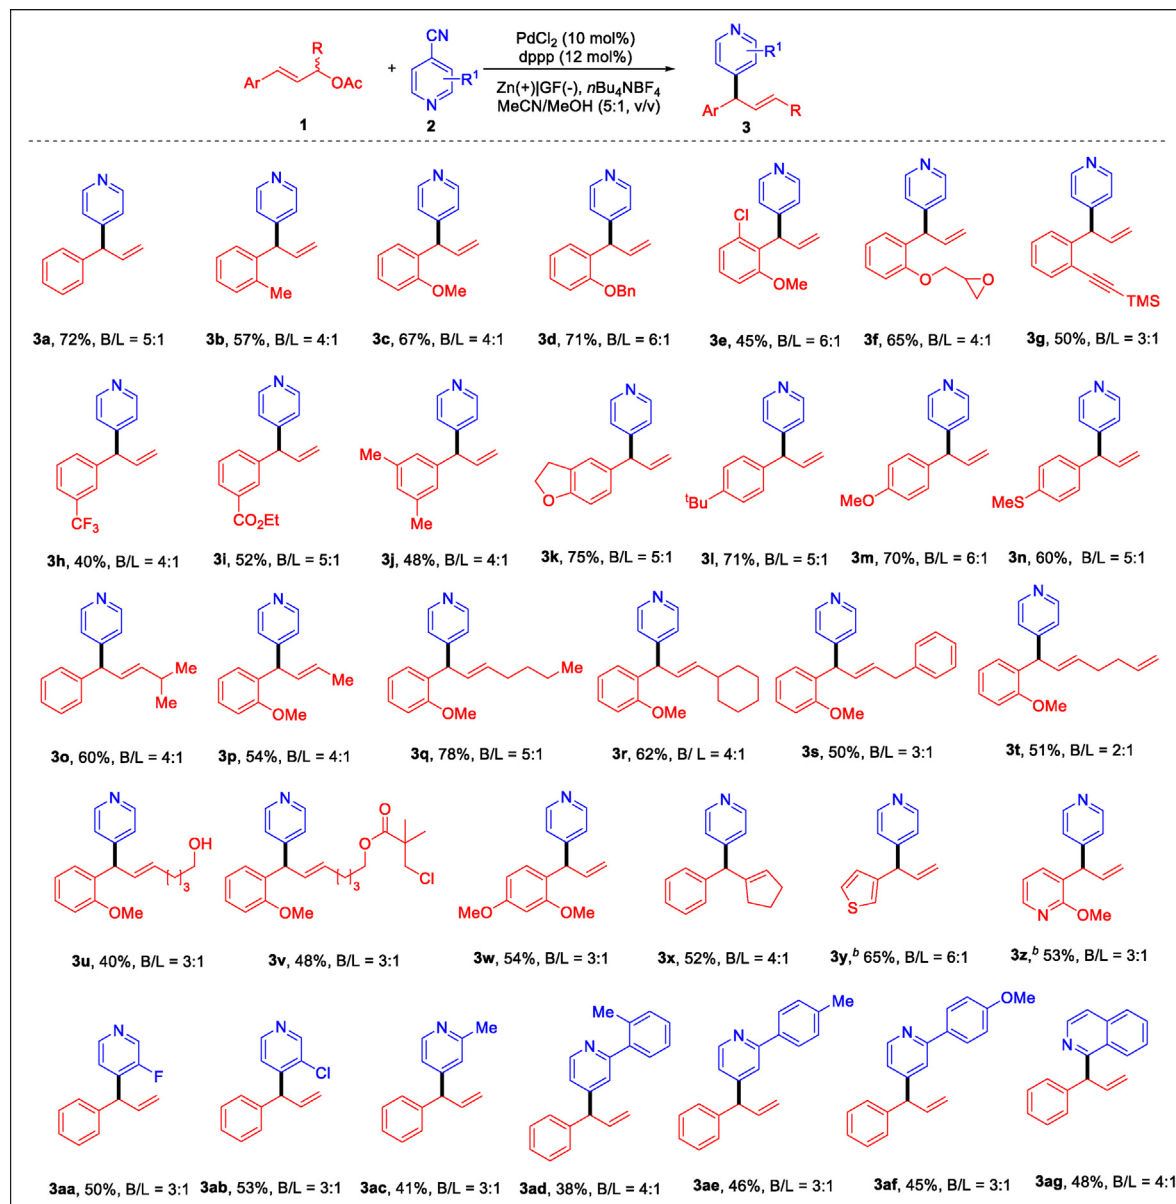 R
Ar
OAc
1
+
CN
R¹
N
2
PdCl₂ (10 mol%)
dppp (12 mol%)
Zn(+)|GF(-), nBu₄NBF₄
MeCN/MeOH (5:1, v/v)
N
R¹
Ar
R
3
N
N
Me
N
OMe
N
OBn
N
Cl
OMe
N
O
O
N
TMS
3a, 72%, B/L = 5:1
3b, 57%, B/L = 4:1
3c, 67%, B/L = 4:1
3d, 71%, B/L = 6:1
3e, 45%, B/L = 6:1
3f, 65%, B/L = 4:1
3g, 50%, B/L = 3:1
N
CF₃
N
CO₂Et
N
Me
Me
N
O
N
ᵗBu
N
MeO
N
MeS
3h, 40%, B/L = 4:1
3i, 52%, B/L = 5:1
3j, 48%, B/L = 4:1
3k, 75%, B/L = 5:1
3l, 71%, B/L = 5:1
3m, 70%, B/L = 6:1
3n, 60%, B/L = 5:1
N
Me
Me
N
Me
OMe
N
Me
OMe
N
OMe
N
OMe
N
OMe
3o, 60%, B/L = 4:1
3p, 54%, B/L = 4:1
3q, 78%, B/L = 5:1
3r, 62%, B/ L = 4:1
3s, 50%, B/L = 3:1
3t, 51%, B/L = 2:1
N
OH
( )₃
OMe
N
O
O
Cl
( )₃
OMe
N
MeO
OMe
N
N
S
N
N
OMe
3u, 40%, B/L = 3:1
3v, 48%, B/L = 3:1
3w, 54%, B/L = 3:1
3x, 52%, B/L = 4:1
3y,ᵇ 65%, B/L = 6:1
3z,ᵇ 53%, B/L = 3:1
N
F
N
Cl
N
Me
N
Me
N
Me
N
OMe
N
3aa, 50%, B/L = 3:1
3ab, 53%, B/L = 3:1
3ac, 41%, B/L = 3:1
3ad, 38%, B/L = 4:1
3ae, 46%, B/L = 3:1
3af, 45%, B/L = 3:1
3ag, 48%, B/L = 4:1